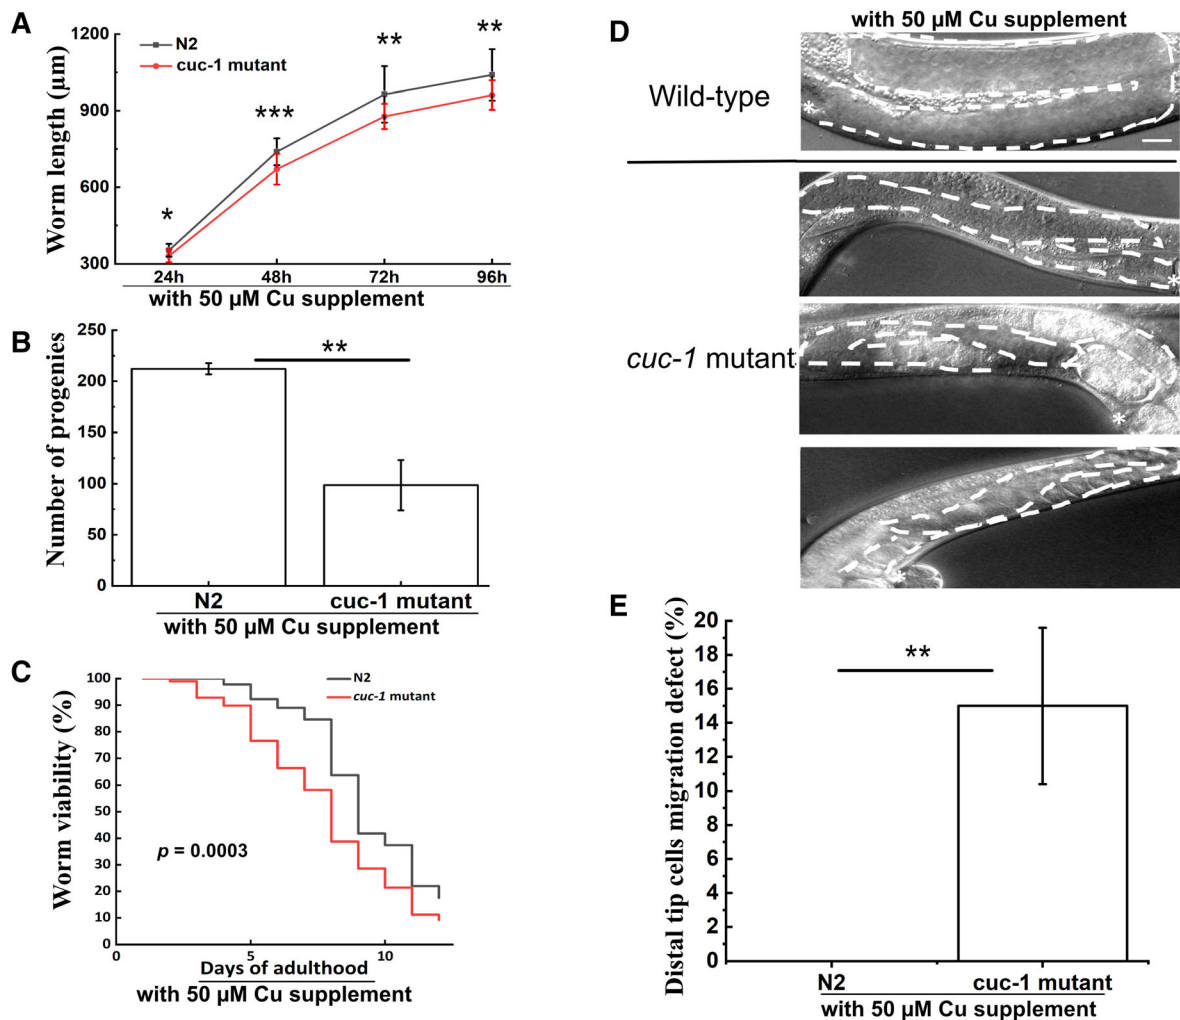 A
Worm length (µm)
1200
900
600
300
N2
cuc-1 mutant
*
***
**
**
24h 48h 72h 96h
with 50 µM Cu supplement
B
Number of progenies
250
200
150
100
50
0
**
N2 cuc-1 mutant
with 50 µM Cu supplement
C
Worm viability (%)
100
90
80
70
60
50
40
30
20
10
0
N2
cuc-1 mutant
p = 0.0003
0 5 10
Days of adulthood
with 50 µM Cu supplement
D
with 50 µM Cu supplement
Wild-type
*
cuc-1 mutant
*
*
*
E
Distal tip cells migration defect (%)
20
18
16
14
12
10
8
6
4
2
0
**
N2 cuc-1 mutant
with 50 µM Cu supplement